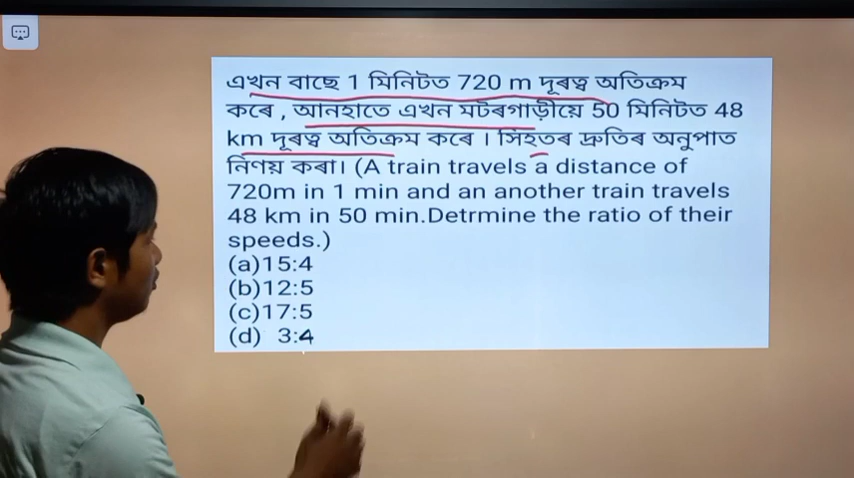 এখন বাছে 1 মিনিটত 720 m দূৰত্ব অতিক্ৰম
কৰে , আনহাতে এখন মটৰগাড়ীয়ে 50 মিনিটত 48
km দূৰত্ব অতিক্ৰম কৰে । সিহঁতৰ দ্ৰুতিৰ অনুপাত
নিৰ্ণয় কৰা। (A train travels a distance of
720m in 1 min and an another train travels
48 km in 50 min.Detrmine the ratio of their
speeds.)
(a)15:4
(b)12:5
(c)17:5
(d) 3:4